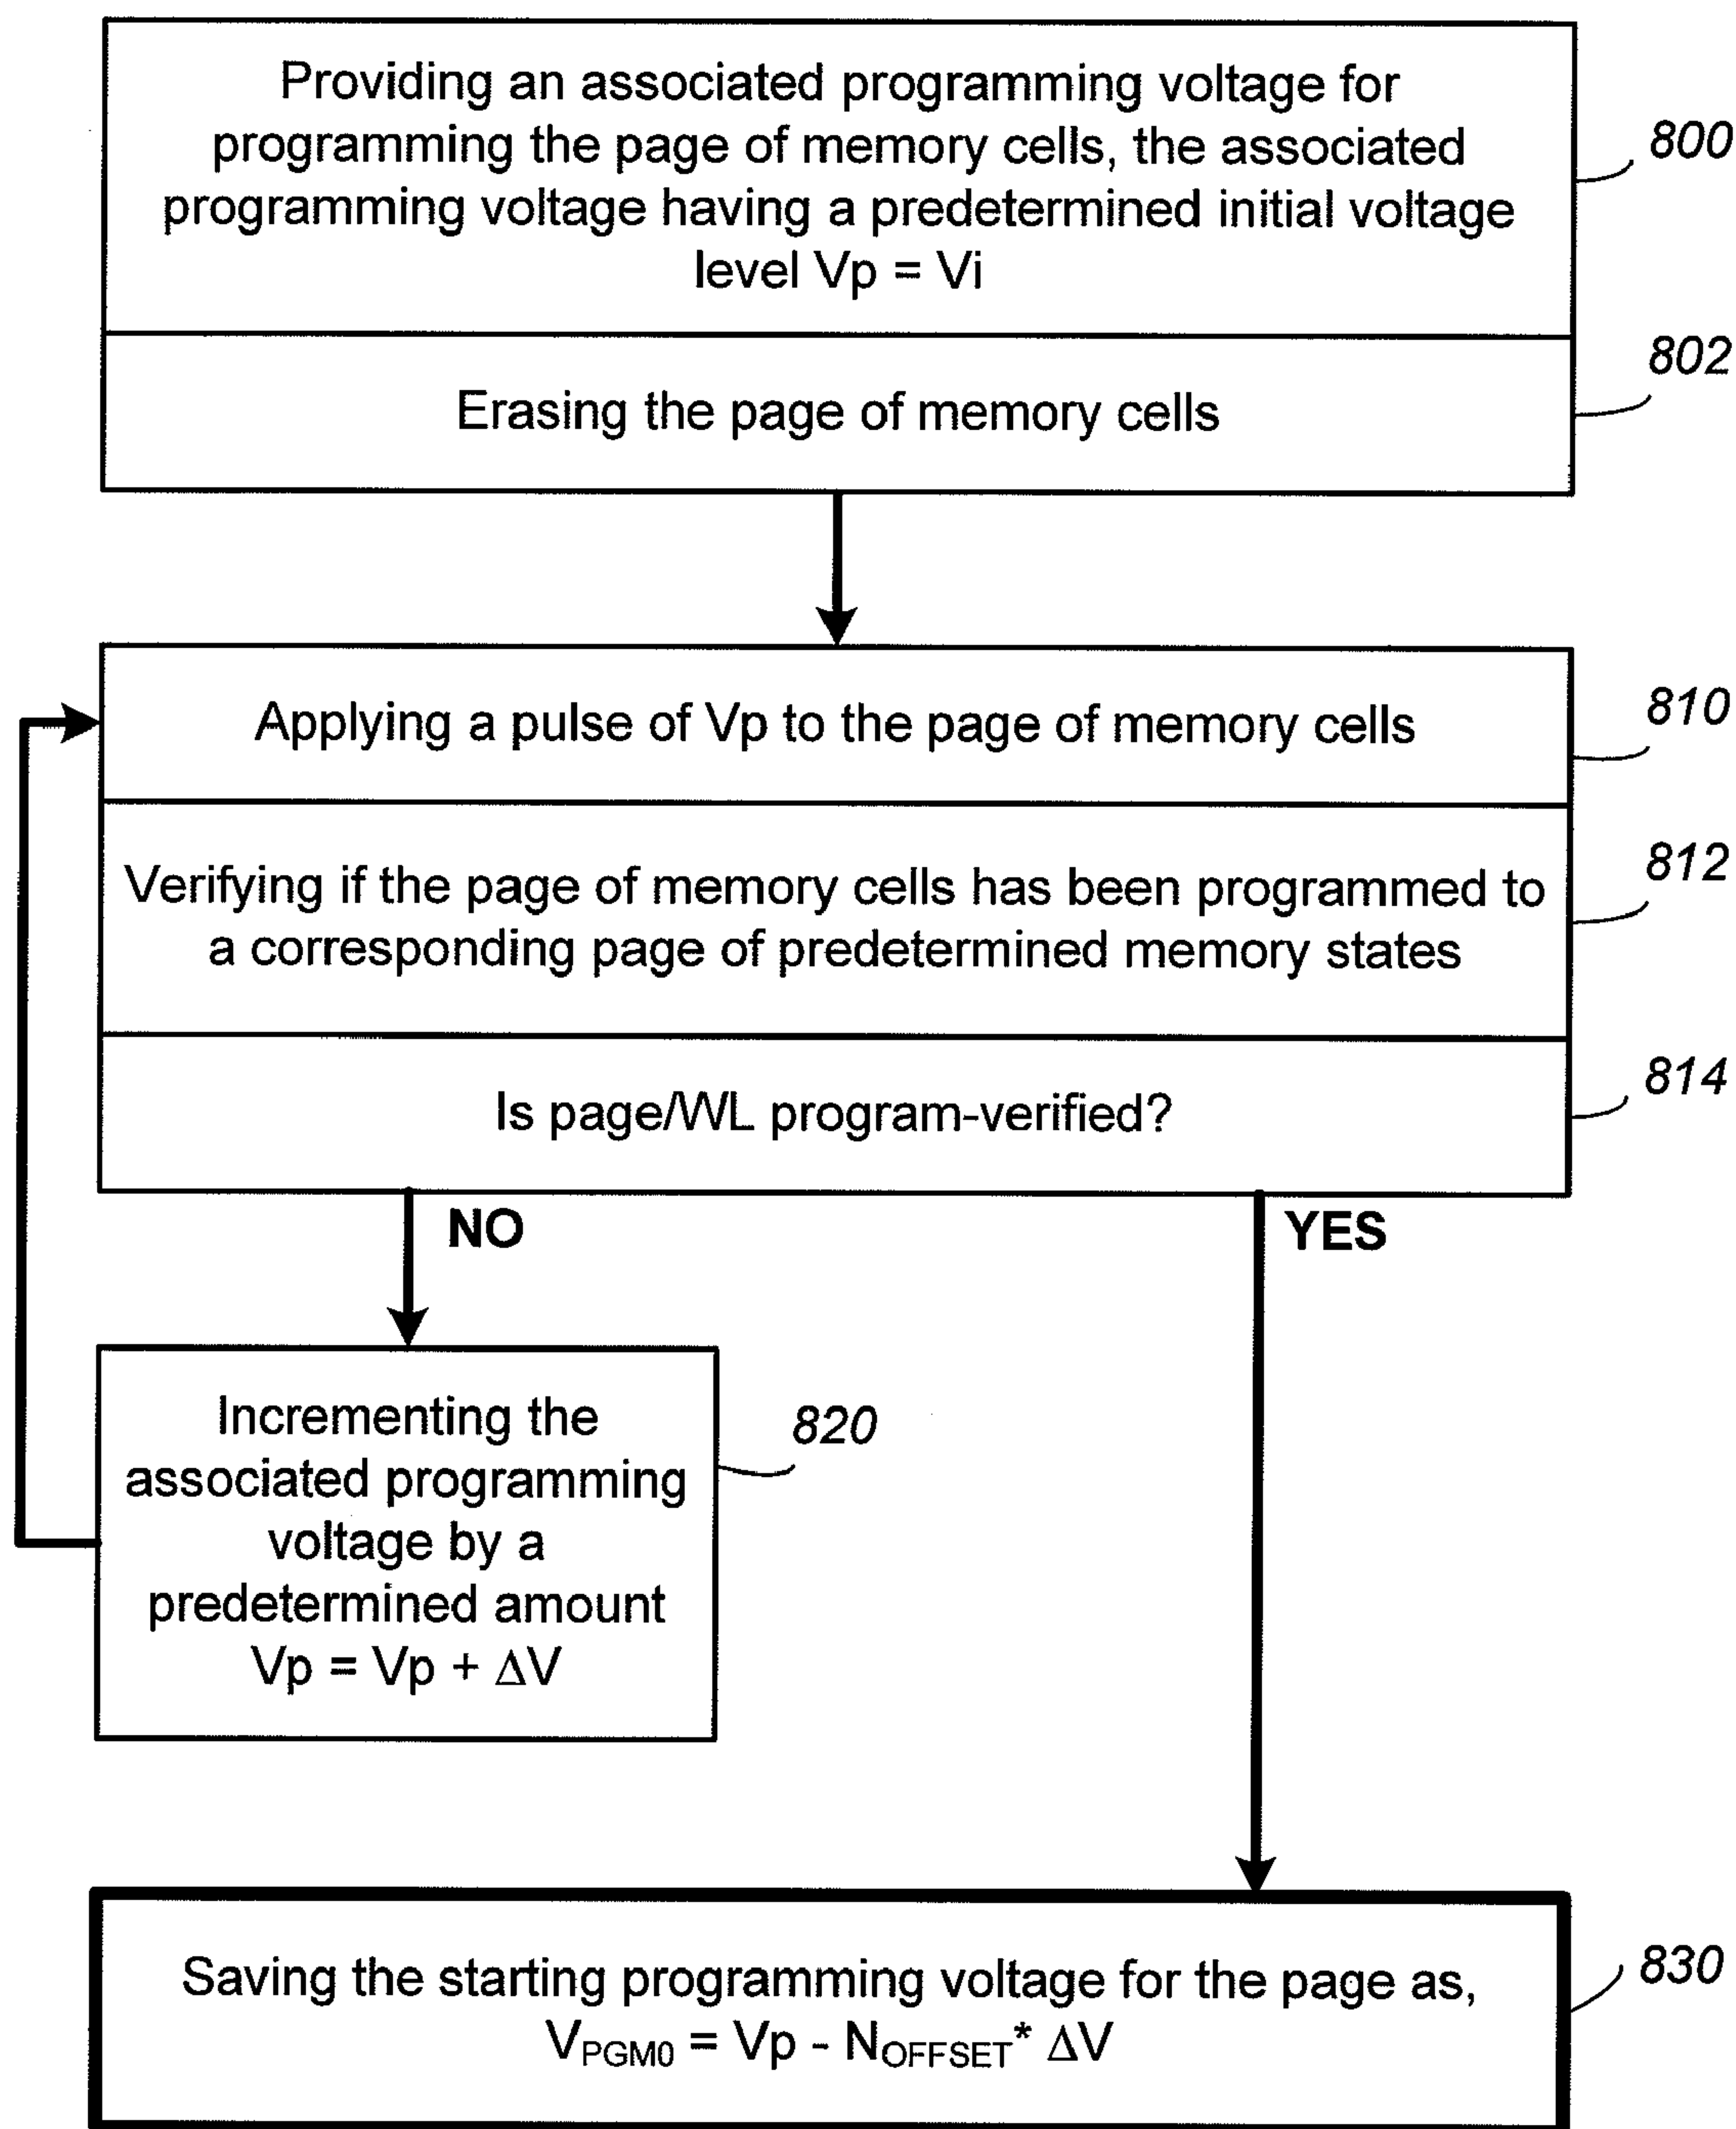 Providing an associated programming voltage for
programming the page of memory cells, the associated
programming voltage having a predetermined initial voltage
level Vp = Vi
800
Erasing the page of memory cells
802
Applying a pulse of Vp to the page of memory cells
810
Verifying if the page of memory cells has been programmed to
a corresponding page of predetermined memory states
812
Is page/WL program-verified?
814
NO
YES
Incrementing the
associated programming
voltage by a
predetermined amount
Vp = Vp + ΔV
820
Saving the starting programming voltage for the page as,
V_PGM0 = Vp - N_OFFSET* ΔV
830